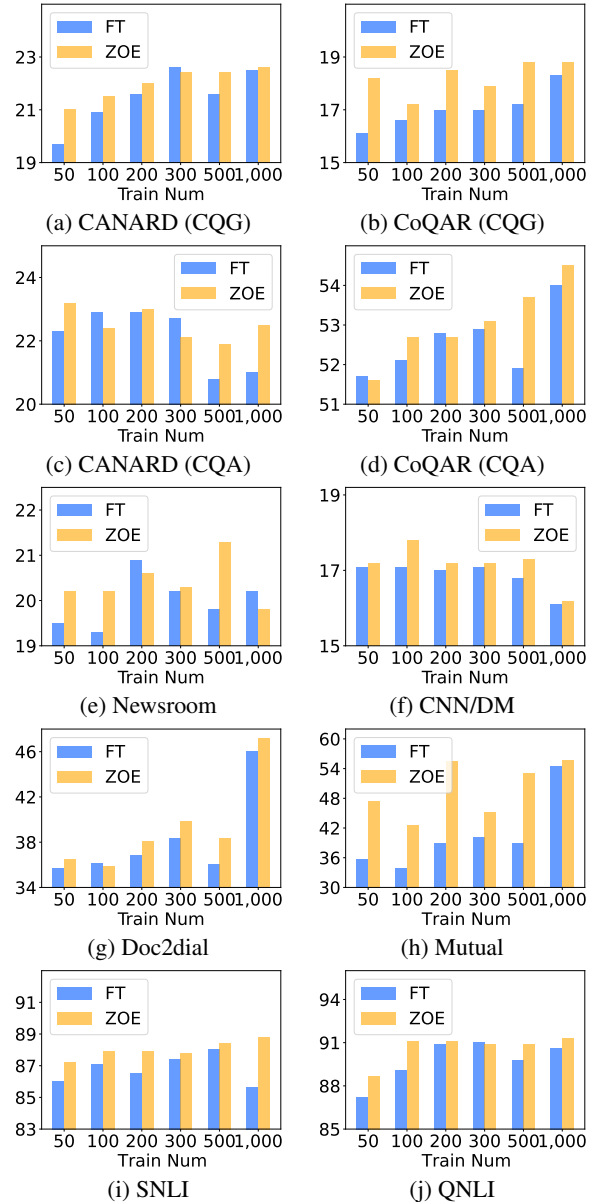 FT
ZOE
23
21
19
50 100 200 300 500 1,000
Train Num
(a) CANARD (CQG)
FT
ZOE
19
17
15
50 100 200 300 500 1,000
Train Num
(b) CoQAR (CQG)
FT
ZOE
24
22
20
50 100 200 300 500 1,000
Train Num
(c) CANARD (CQA)
FT
ZOE
54
53
52
51
50 100 200 300 500 1,000
Train Num
(d) CoQAR (CQA)
FT
ZOE
22
21
20
19
50 100 200 300 500 1,000
Train Num
(e) Newsroom
FT
ZOE
19
17
15
50 100 200 300 500 1,000
Train Num
(f) CNN/DM
FT
ZOE
46
42
38
34
50 100 200 300 500 1,000
Train Num
(g) Doc2dial
FT
ZOE
60
54
48
42
36
30
50 100 200 300 500 1,000
Train Num
(h) Mutual
FT
ZOE
91
89
87
85
83
50 100 200 300 500 1,000
Train Num
(i) SNLI
FT
ZOE
94
91
88
85
50 100 200 300 500 1,000
Train Num
(j) QNLI